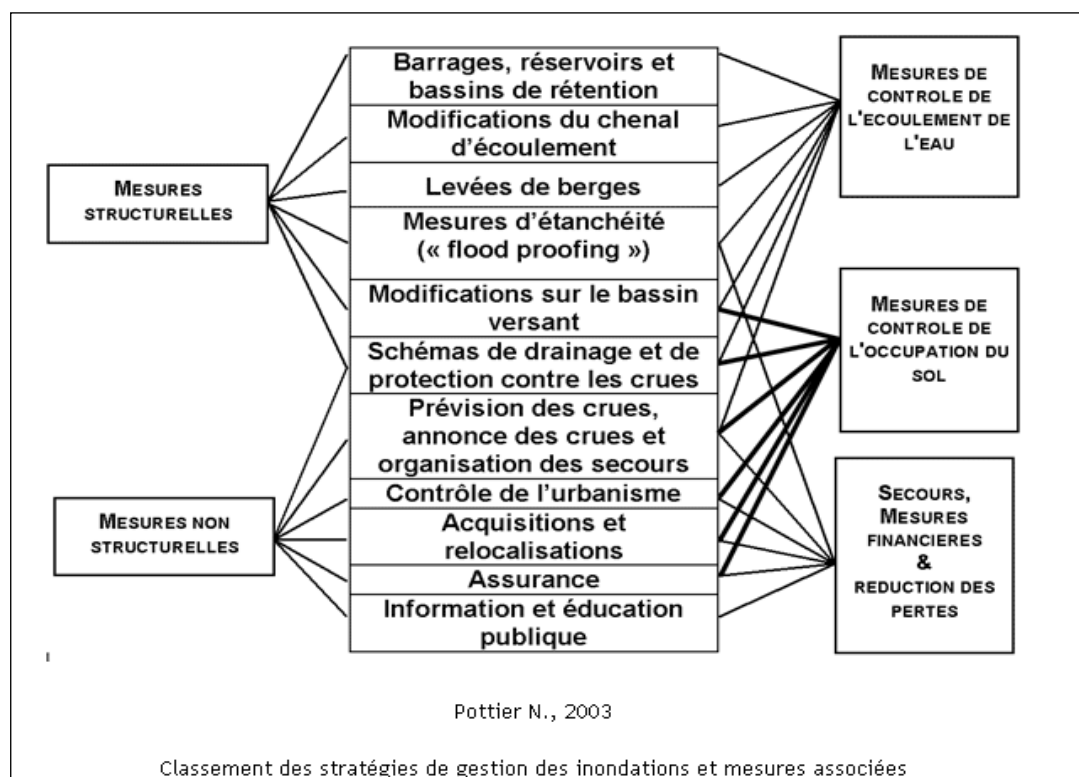 MESURES
STRUCTURELLES
MESURES NON
STRUCTURELLES
Barrages, réservoirs et
bassins de rétention
Modifications du chenal
d'écoulement
Levées de berges
Mesures d'étanchéité
(« flood proofing »)
Modifications sur le bassin
versant
Schémas de drainage et de
protection contre les crues
Prévision des crues,
annonce des crues et
organisation des secours
Contrôle de l'urbanisme
Acquisitions et
relocalisations
Assurance
Information et éducation
publique
MESURES DE
CONTROLE DE
L'ECOULEMENT DE
L'EAU
MESURES DE
CONTROLE DE
L'OCCUPATION DU
SOL
SECOURS,
MESURES
FINANCIERES
&
REDUCTION DES
PERTES
Pottier N., 2003
Classement des stratégies de gestion des inondations et mesures associées